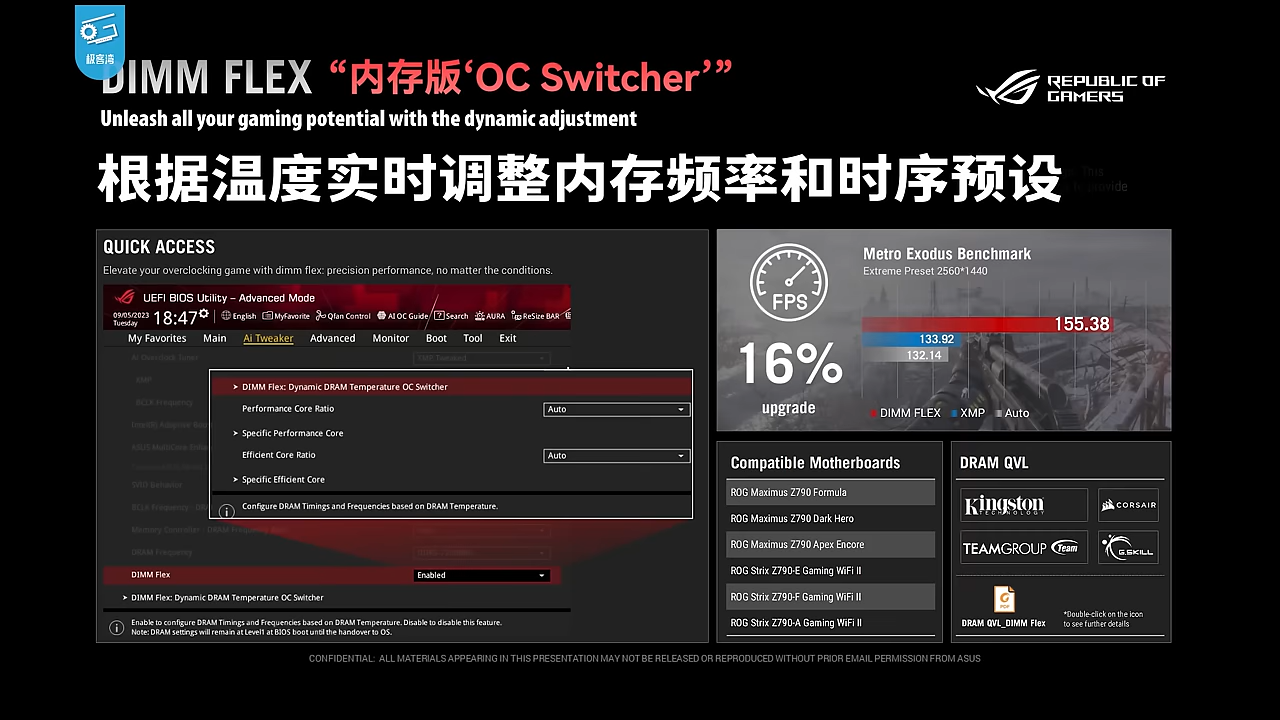 极客湾
DIMM FLEX “内存版‘OC Switcher’”
REPUBLIC OF
GAMERS
Unleash all your gaming potential with the dynamic adjustment
根据温度实时调整内存频率和时序预设
This
provide
QUICK ACCESS
Elevate your overclocking game with dimm flex: precision performance, no matter the conditions.
UEFI BIOS Utility – Advanced Mode
09/05/2023
Tuesday
18:47
English MyFavorite Qfan Control AI OC Guide Search AURA ReSize BAR
My Favorites Main Ai Tweaker Advanced Monitor Boot Tool Exit
XMP
BCLK Frequency
DIMM Flex: Dynamic DRAM Temperature OC Switcher
Performance Core Ratio Auto
Specific Performance Core
Efficient Core Ratio Auto
Specific Efficient Core
Configure DRAM Timings and Frequencies based on DRAM Temperature.
SVID Behavior
DRAM Frequency
DIMM Flex Enabled
DIMM Flex: Dynamic DRAM Temperature OC Switcher
Enable to configure DRAM Timings and Frequencies based on DRAM Temperature. Disable to disable this feature.
Note: DRAM settings will remain at Level1 at BIOS boot until the handover to OS.
FPS
16%
upgrade
Metro Exodus Benchmark
Extreme Preset 2560*1440
155.38
133.92
132.14
DIMM FLEX XMP Auto
Compatible Motherboards
ROG Maximus Z790 Formula
ROG Maximus Z790 Dark Hero
ROG Maximus Z790 Apex Encore
ROG Strix Z790-E Gaming WiFi II
ROG Strix Z790-F Gaming WiFi II
ROG Strix Z790-A Gaming WiFi II
DRAM QVL
Kingston
TECHNOLOGY
CORSAIR
TEAMGROUP Team
G.SKILL
PDF
DRAM QVL_DIMM Flex
*Double-click on the icon
to see further details
CONFIDENTIAL: ALL MATERIALS APPEARING IN THIS PRESENTATION MAY NOT BE RELEASED OR REPRODUCED WITHOUT PRIOR EMAIL PERMISSION FROM ASUS